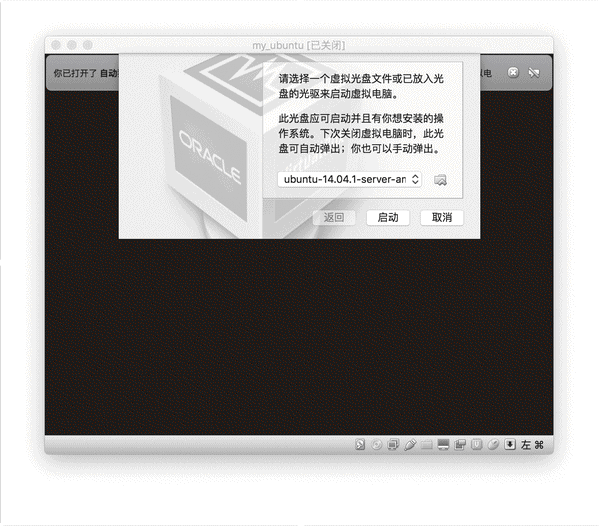 my_ubuntu [已关闭]
你已打开了 自动
拟电
请选择一个虚拟光盘文件或已放入光
盘的光驱来启动虚拟电脑。
此光盘应可启动并且有你想安装的操
作系统。下次关闭虚拟电脑时，此光
盘可自动弹出；你也可以手动弹出。
ORACLE
ubuntu-14.04.1-server-an
返回
启动
取消
左 ⌘